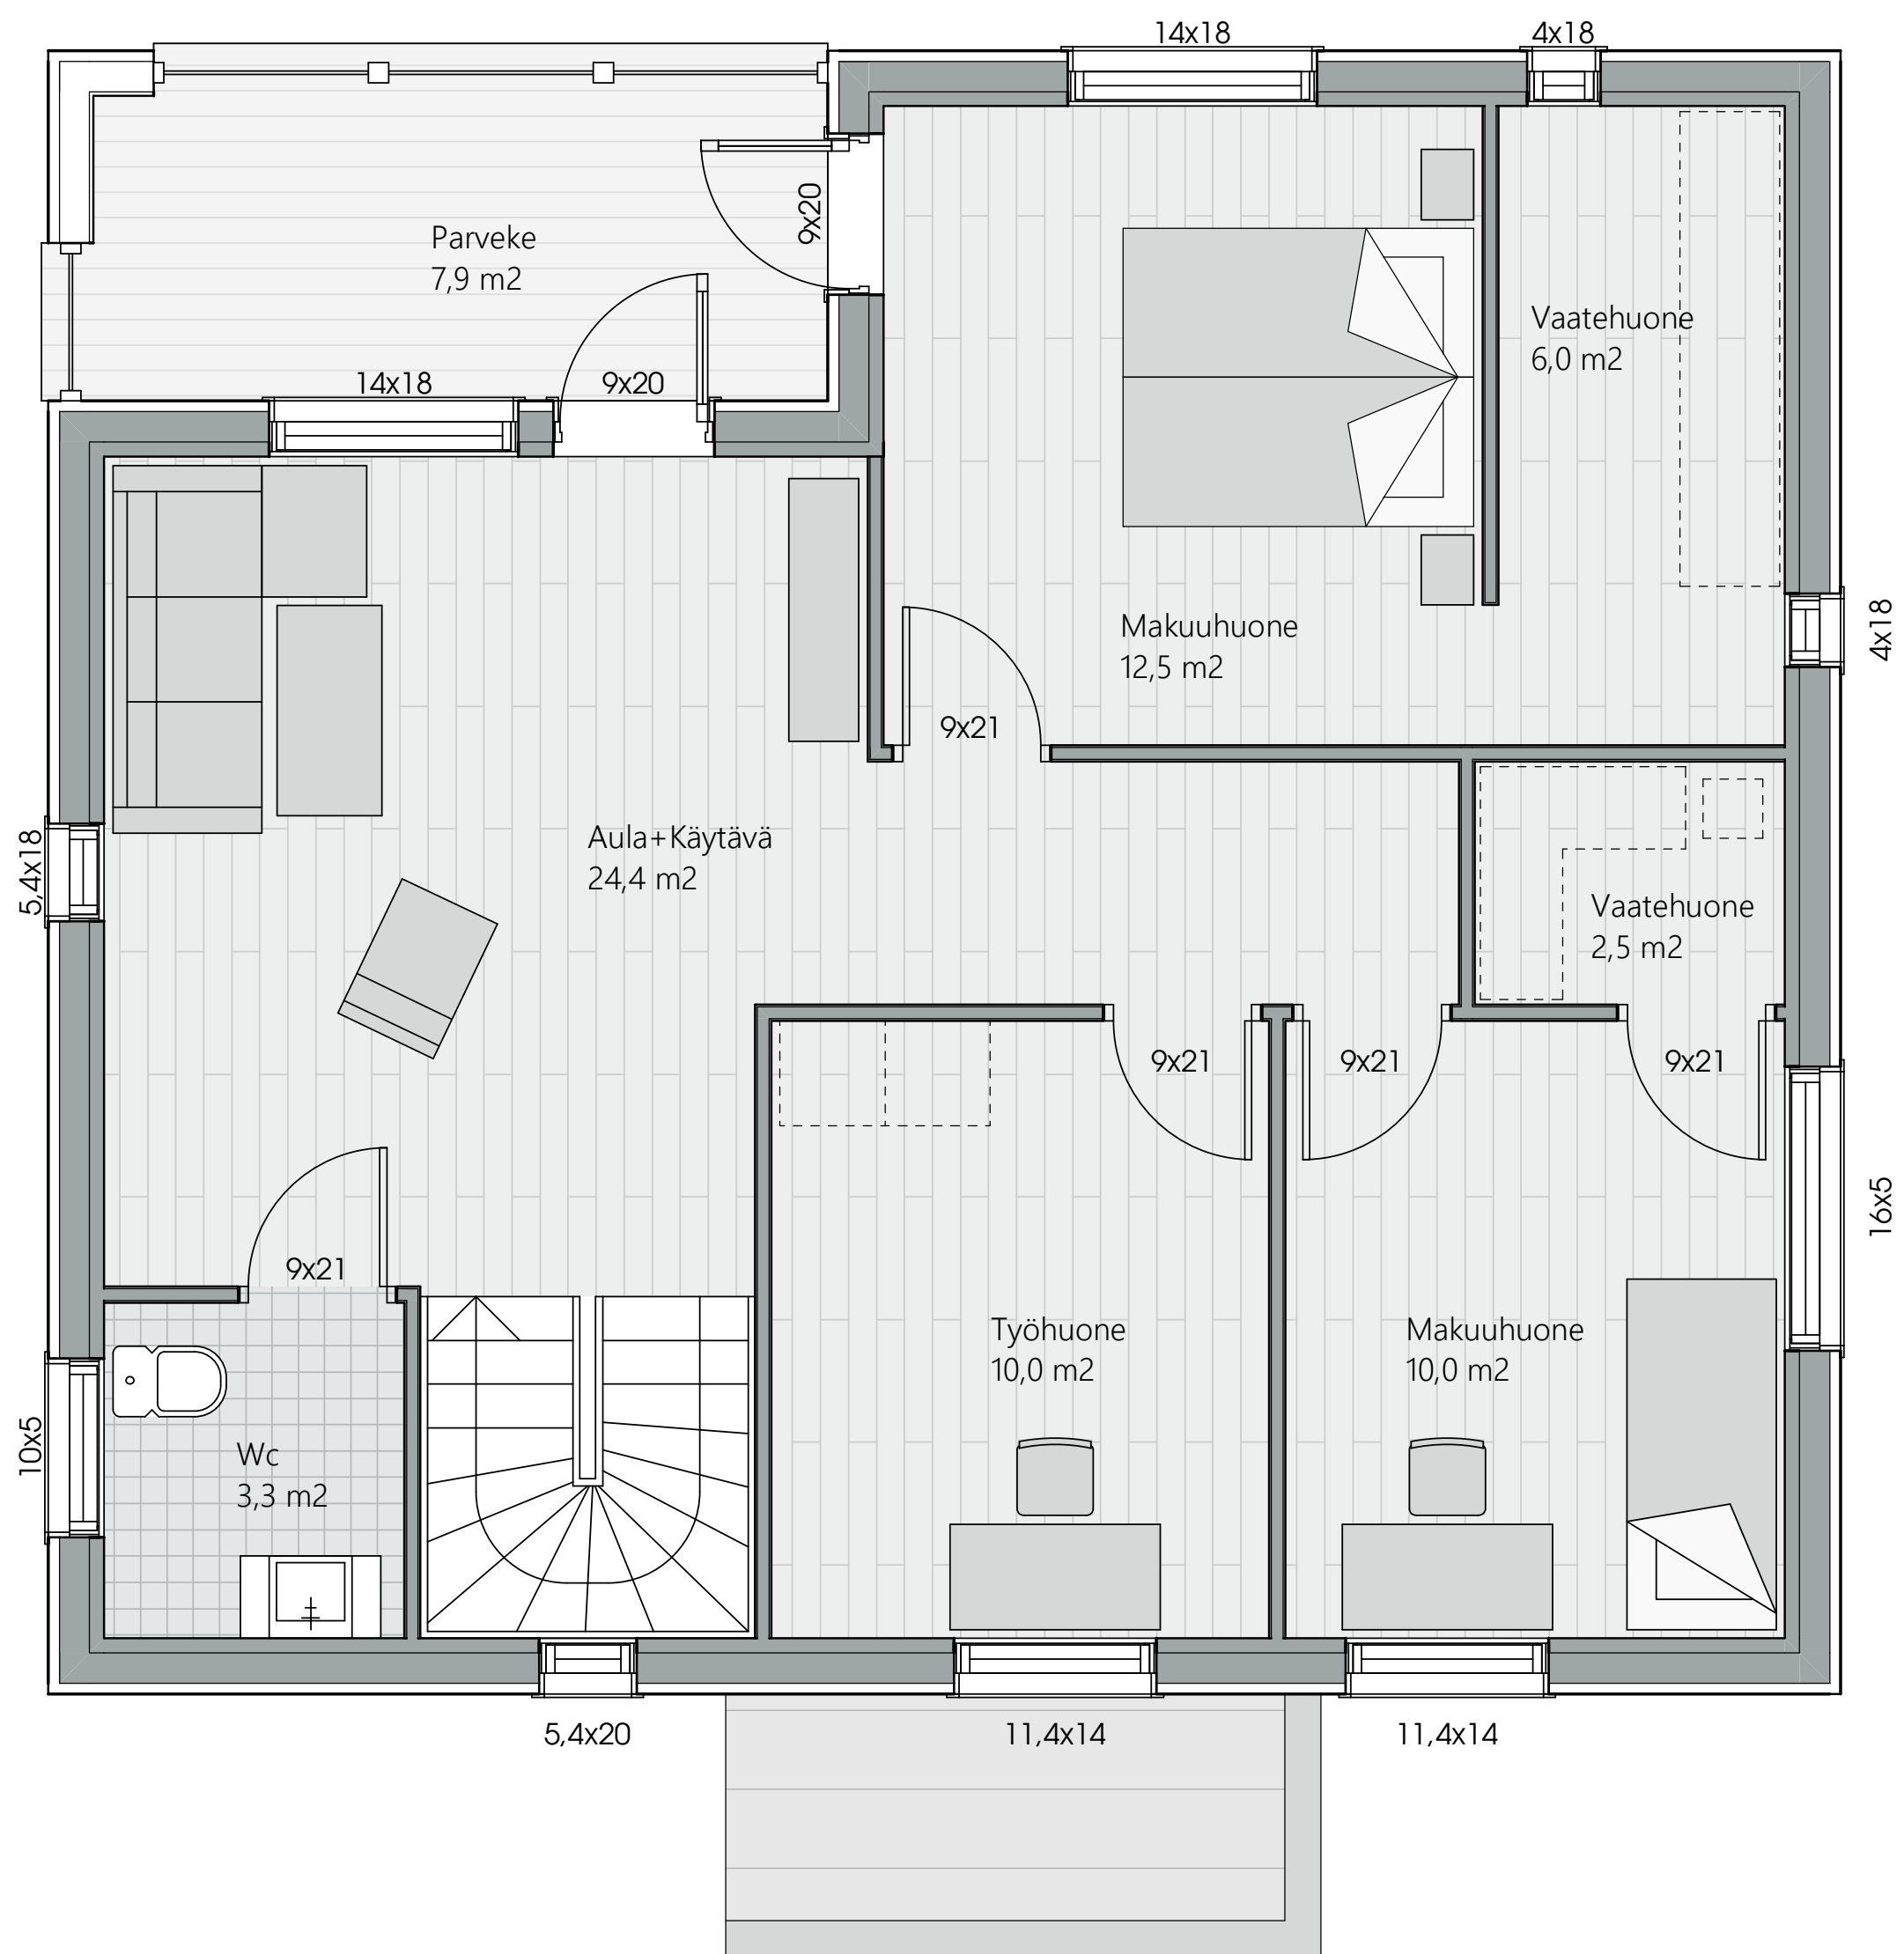 14x18
4x18
9x20
Parveke
7,9 m2
Vaatehuone
6,0 m2
14x18
9x20
Makuuhuone
12,5 m2
4x18
9x21
5,4x18
Aula+Käytävä
24,4 m2
Vaatehuone
2,5 m2
9x21
9x21
9x21
16x5
9x21
Työhuone
10,0 m2
Makuuhuone
10,0 m2
10x5
Wc
3,3 m2
5,4x20
11,4x14
11,4x14